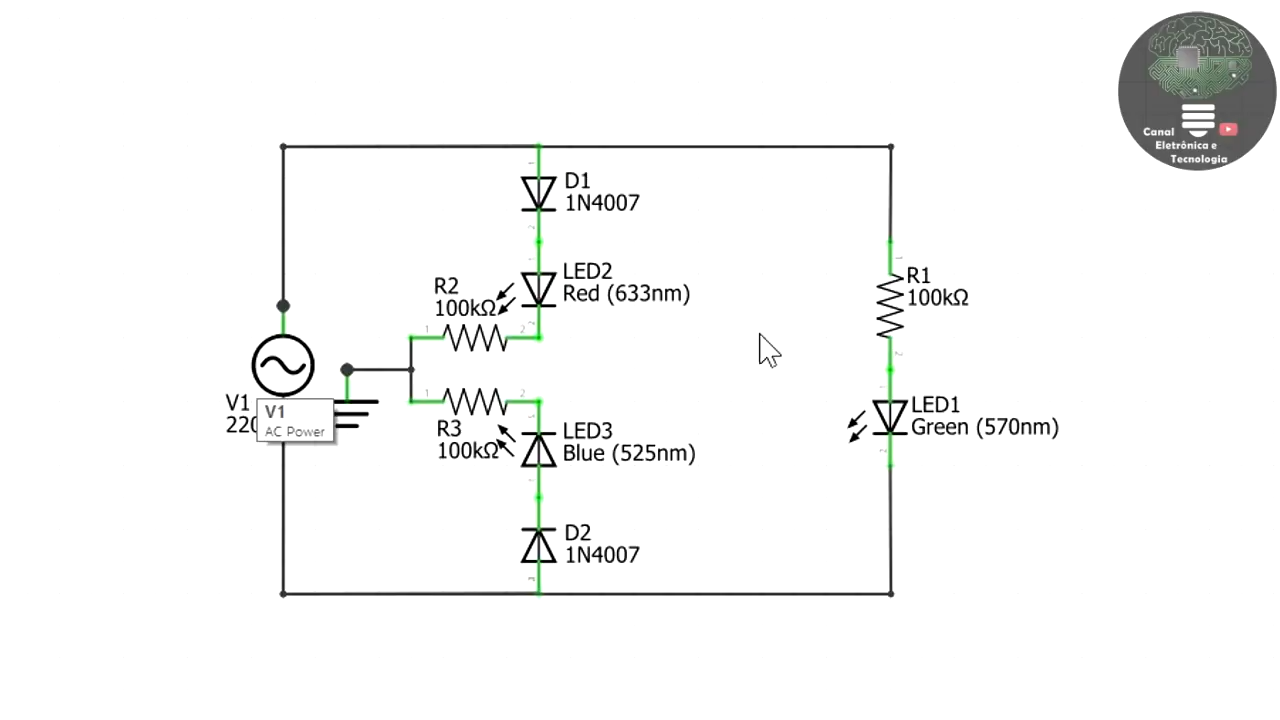 Canal
Eletrônica e
Tecnologia
D1
1N4007
LED2
Red (633nm)
R2
100kΩ
R1
100kΩ
V1
220
V1
AC Power
R3
100kΩ
LED3
Blue (525nm)
LED1
Green (570nm)
D2
1N4007